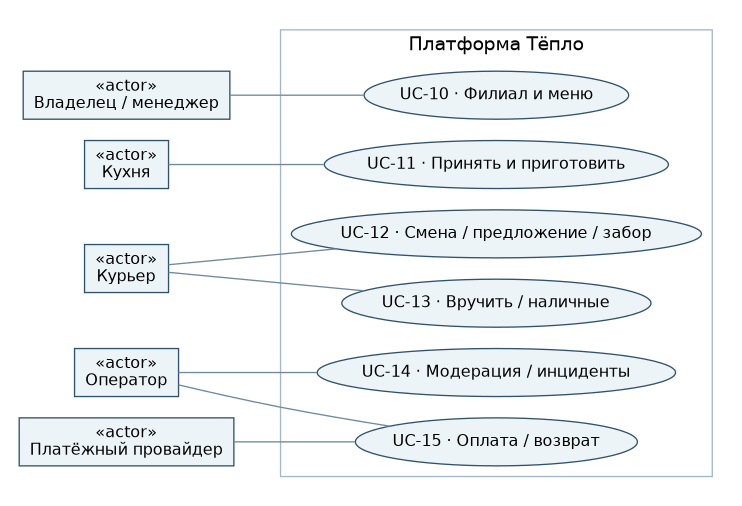 Платформа Тёпло
«actor»
Владелец / менеджер
UC-10 · Филиал и меню
«actor»
Кухня
UC-11 · Принять и приготовить
«actor»
Курьер
UC-12 · Смена / предложение / забор
UC-13 · Вручить / наличные
«actor»
Оператор
UC-14 · Модерация / инциденты
«actor»
Платёжный провайдер
UC-15 · Оплата / возврат